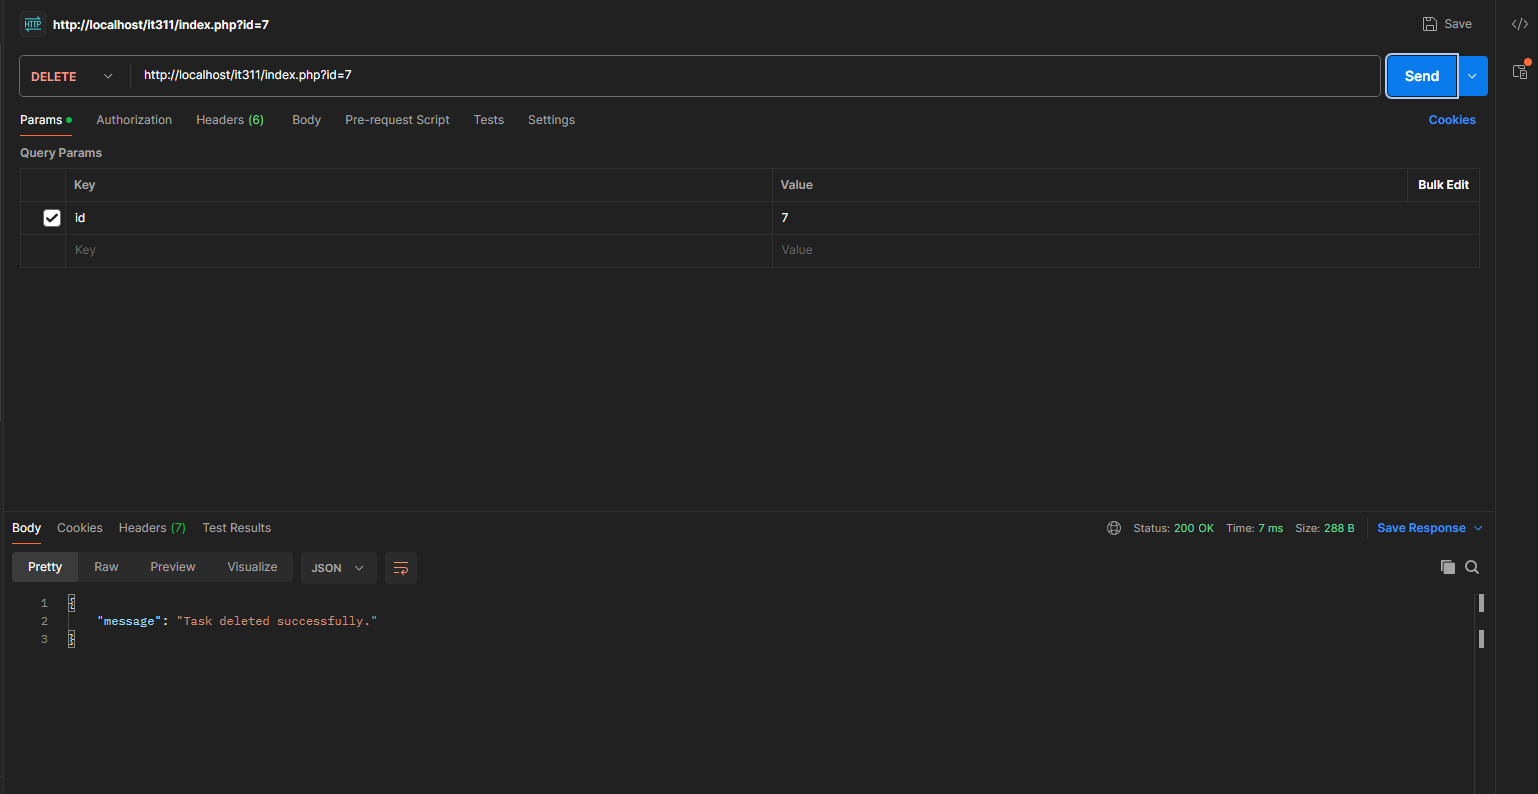 HTTP http://localhost/it311/index.php?id=7 Save
DELETE http://localhost/it311/index.php?id=7 Send
Params Authorization Headers (6) Body Pre-request Script Tests Settings Cookies
Query Params
Key Value Bulk Edit
id 7
Key Value
Body Cookies Headers (7) Test Results Status: 200 OK Time: 7 ms Size: 288 B Save Response
Pretty Raw Preview Visualize JSON
1 {
2 "message": "Task deleted successfully."
3 }